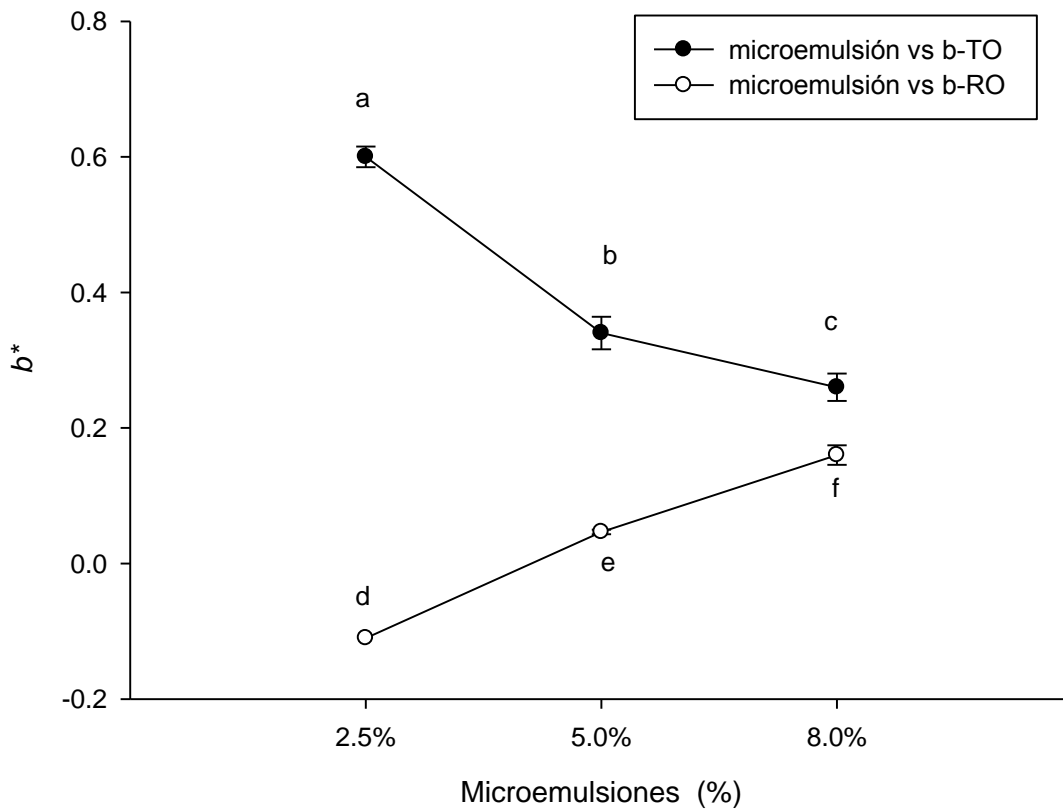 0.8
microemulsión vs b-TO
microemulsión vs b-RO
a
0.6
b
0.4
c
b*
0.2
f
0.0
e
d
-0.2
2.5% 5.0% 8.0%
Microemulsiones (%)